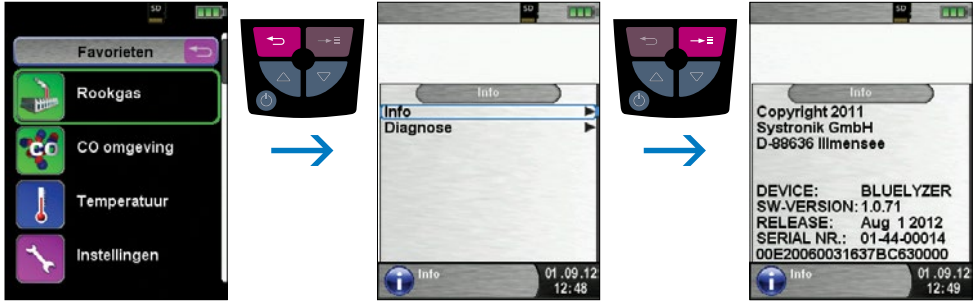 SD
Favorieten
Rookgas
CO
CO omgeving
Temperatuur
Instellingen
SD
Info
Info
Diagnose
Info
01.09.12
12:48
SD
Info
Copyright 2011
Systronik GmbH
D-88636 Illmensee
DEVICE: BLUELYZER
SW-VERSION: 1.0.71
RELEASE: Aug 1 2012
SERIAL NR.: 01-44-00014
00E20060031637BC630000
Info
01.09.12
12:49